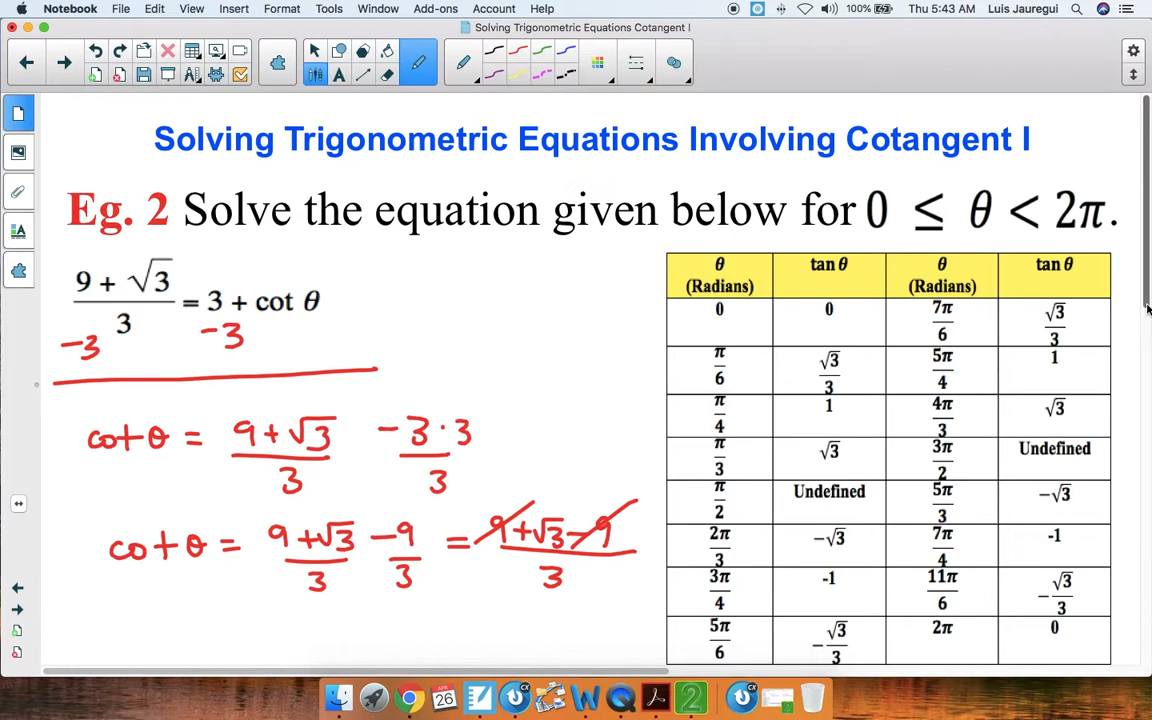 Notebook File Edit View Insert Format Tools Window Add-ons Account Help 100% Thu 5:43 AM Luis Jauregui
Solving Trigonometric Equations Cotangent I
Solving Trigonometric Equations Involving Cotangent I
Eg. 2 Solve the equation given below for 0 ≤ θ < 2π.
(9 + √3)/3 = 3 + cot θ
-3 -3
cot θ = (9+√3)/3 (-3·3)/3
cot θ = (9+√3)/3 -9/3 = (9+√3-9)/3
θ (Radians) tan θ θ (Radians) tan θ
0 0 7π/6 √3/3
π/6 √3/3 5π/4 1
π/4 1 4π/3 √3
π/3 √3 3π/2 Undefined
π/2 Undefined 5π/3 -√3
2π/3 -√3 7π/4 -1
3π/4 -1 11π/6 -√3/3
5π/6 -√3/3 2π 0
APR
26
2